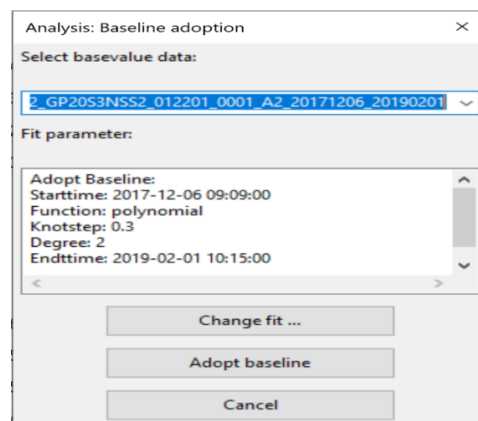 Analysis: Baseline adoption
Select basevalue data:
2_GP20S3NSS2_012201_0001_A2_20171206_20190201
Fit parameter:
Adopt Baseline:
Starttime: 2017-12-06 09:09:00
Function: polynomial
Knotstep: 0.3
Degree: 2
Endttime: 2019-02-01 10:15:00
Change fit ...
Adopt baseline
Cancel